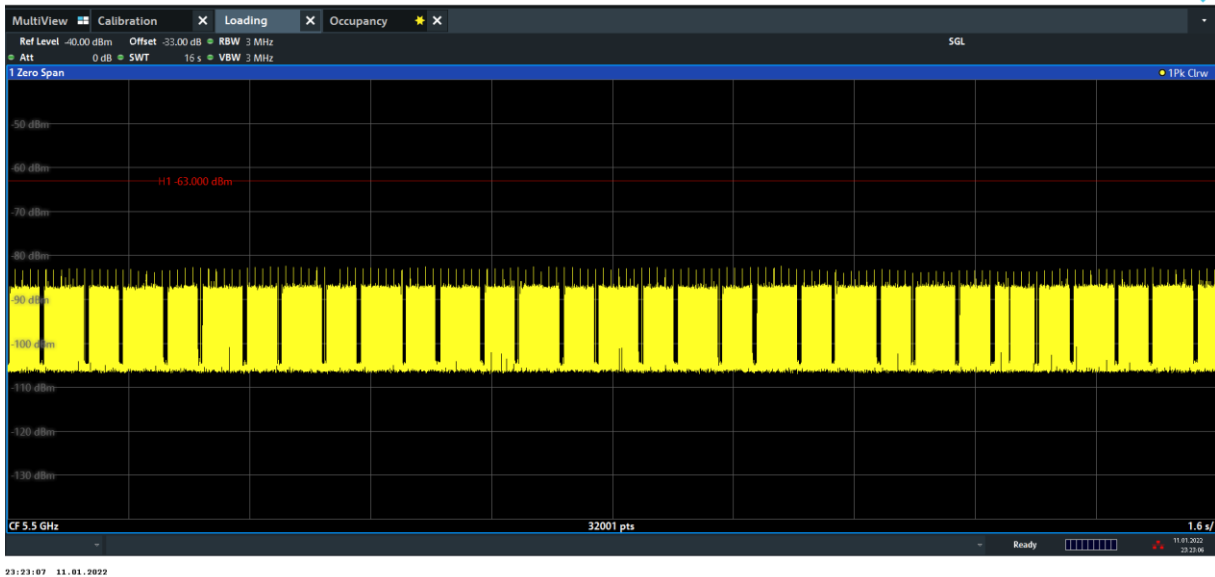 MultiView Calibration X Loading X Occupancy X
Ref Level -40.00 dBm Offset -33.00 dB RBW 3 MHz SGL
Att 0 dB SWT 16 s VBW 3 MHz
1 Zero Span 1Pk Clrw
-50 dBm
-60 dBm
H1 -63.000 dBm
-70 dBm
-80 dBm
-90 dBm
-100 dBm
-110 dBm
-120 dBm
-130 dBm
CF 5.5 GHz 32001 pts 1.6 s/
Ready 11.01.2022
23:23:06
23:23:07 11.01.2022